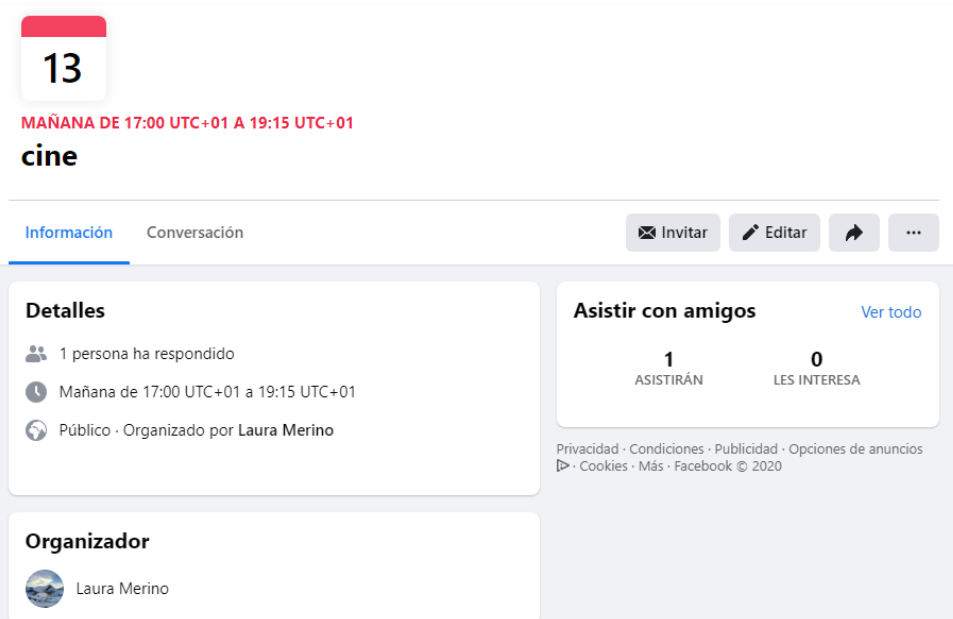 13
MAÑANA DE 17:00 UTC+01 A 19:15 UTC+01
cine
Información
Conversación
Invitar
Editar
Detalles
1 persona ha respondido
Mañana de 17:00 UTC+01 a 19:15 UTC+01
Público · Organizado por Laura Merino
Asistir con amigos
Ver todo
1
ASISTIRÁN
0
LES INTERESA
Privacidad · Condiciones · Publicidad · Opciones de anuncios
· Cookies · Más · Facebook © 2020
Organizador
Laura Merino